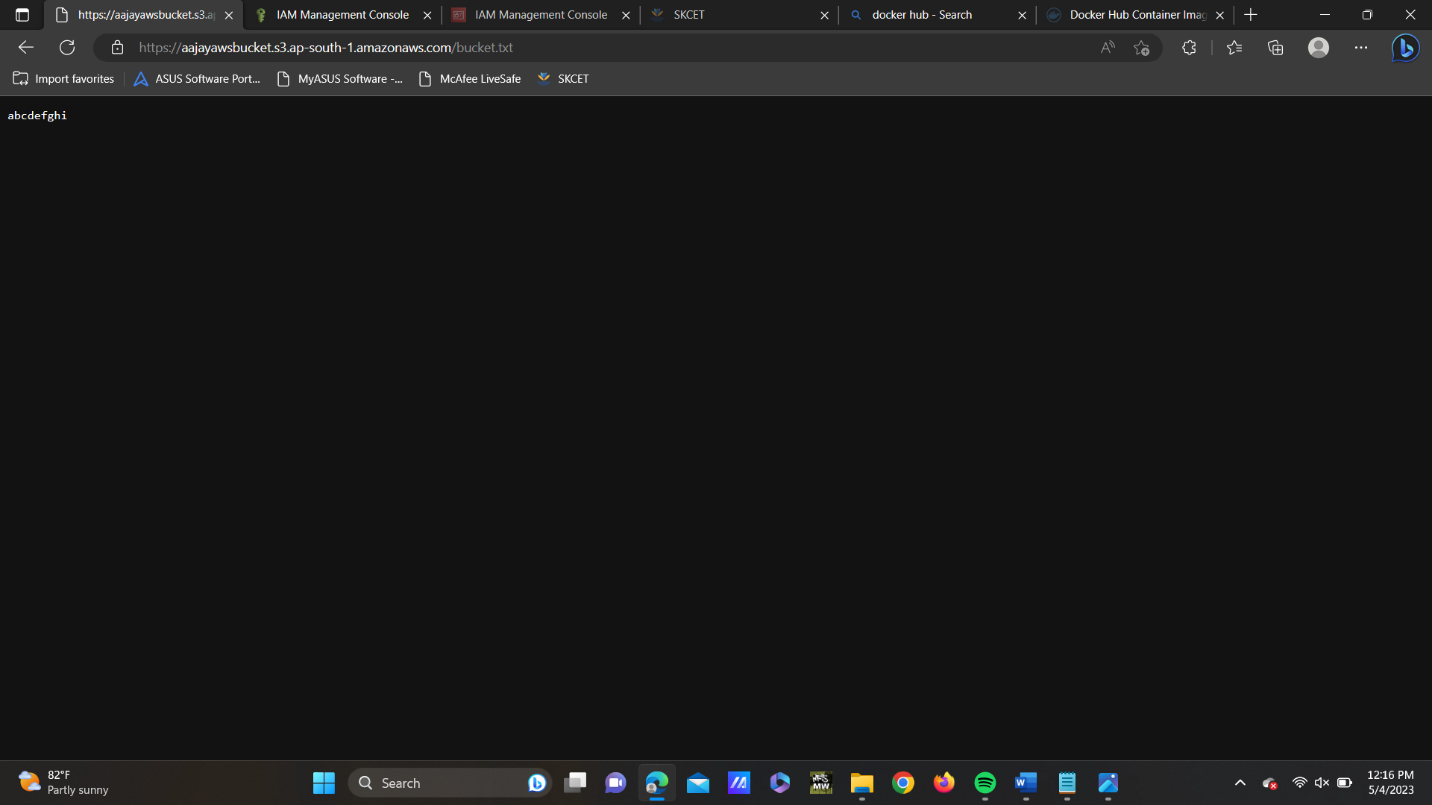 https://aajayawsbucket.s3.a
IAM Management Console
IAM Management Console
SKCET
docker hub - Search
Docker Hub Container Imag
https://aajayawsbucket.s3.ap-south-1.amazonaws.com/bucket.txt
Import favorites
ASUS Software Port...
MyASUS Software -...
McAfee LiveSafe
SKCET
abcdefghi
82°F
Partly sunny
Search
12:16 PM
5/4/2023